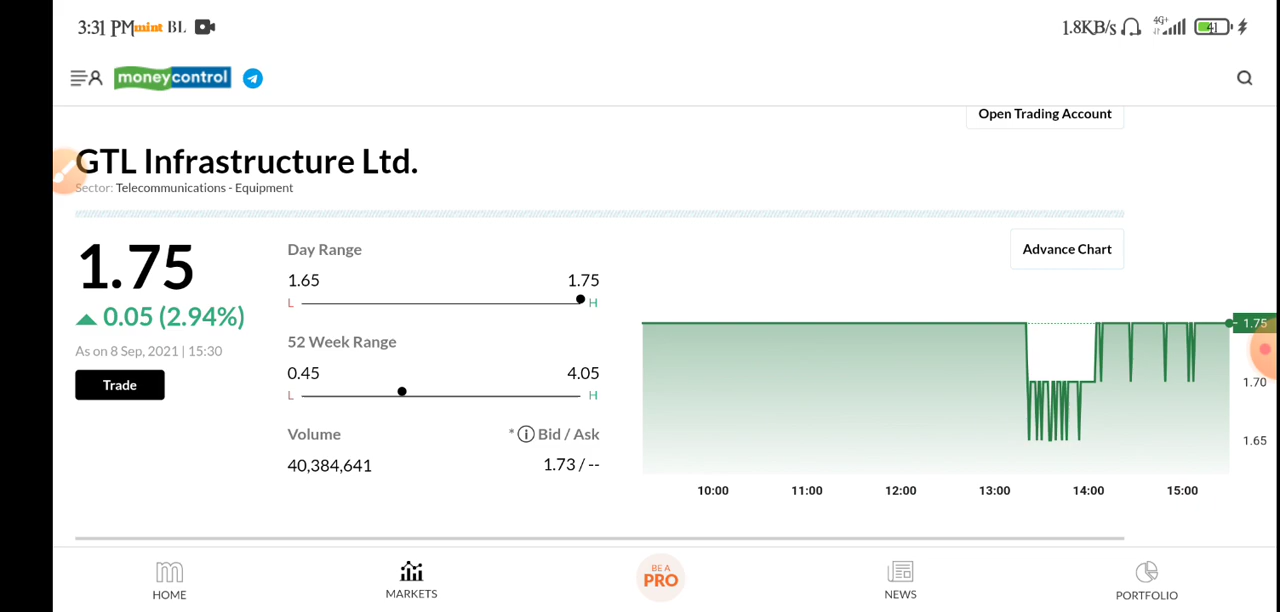 3:31 PM mint BL 1.8KB/s 4G+ 41
moneycontrol
Open Trading Account
GTL Infrastructure Ltd.
Sector: Telecommunications - Equipment
1.75
0.05 (2.94%)
As on 8 Sep, 2021 | 15:30
Trade
Day Range
1.65 1.75
L H
52 Week Range
0.45 4.05
L H
Volume * i Bid / Ask
40,384,641 1.73 / --
Advance Chart
1.75
1.70
1.65
10:00 11:00 12:00 13:00 14:00 15:00
HOME
MARKETS
BE A
PRO
NEWS
PORTFOLIO